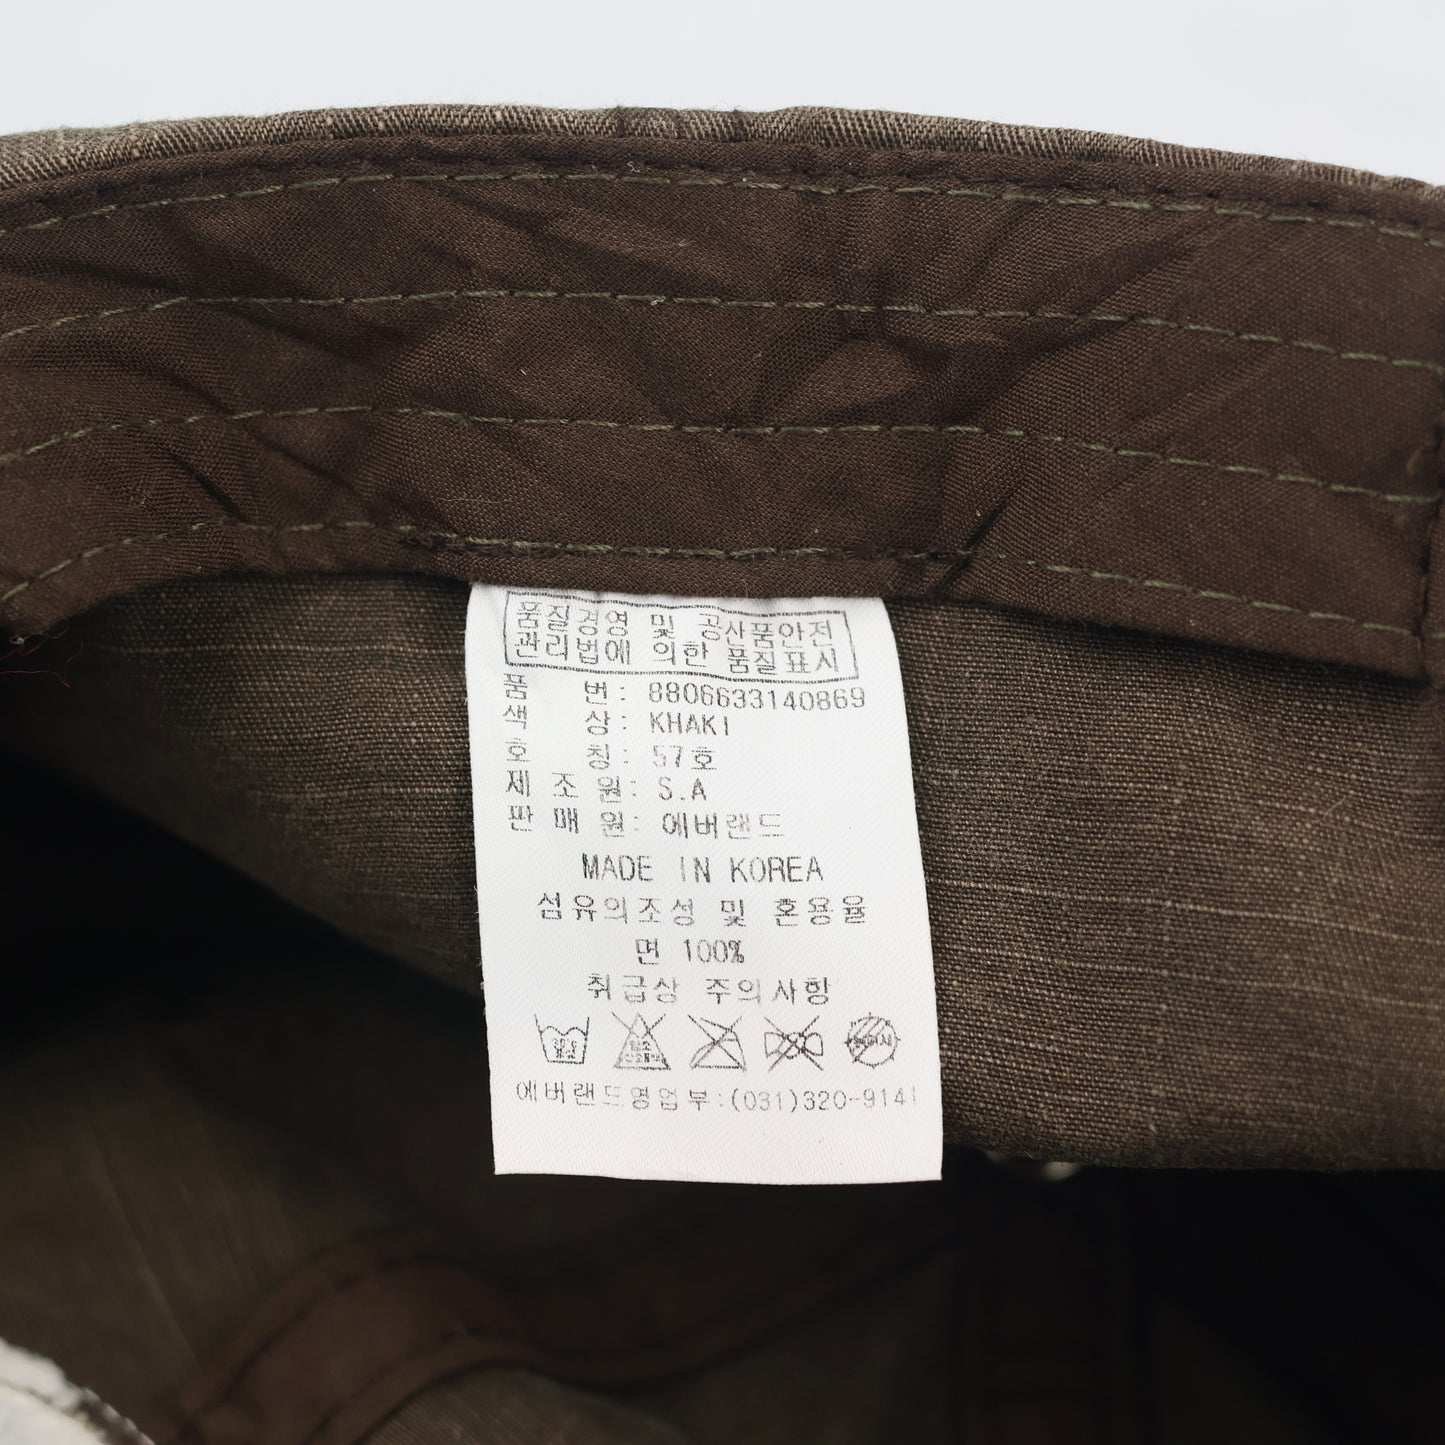 품질경영 및 공산품안전
관리법에 의한 품질표시
품 번: 8806633140869
색 상: KHAKI
호 칭: 57호
제 조 원: S.A
판 매 원: 에버랜드
MADE IN KOREA
섬유의조성 및 혼용율
면 100%
취급상 주의사항
에버랜드영업부:(031)320-9141